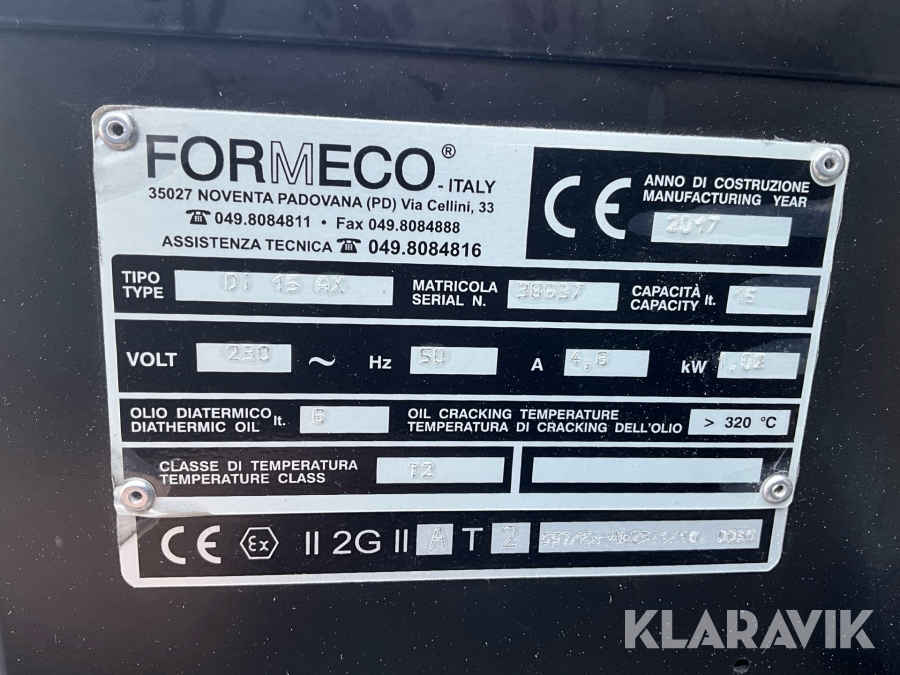 FORMECO® - ITALY
35027 NOVENTA PADOVANA (PD) Via Cellini, 33
☎ 049.8084811 • Fax 049.8084888
ASSISTENZA TECNICA ☎ 049.8084816
CE
ANNO DI COSTRUZIONE
MANUFACTURING YEAR
2017
TIPO
TYPE
Di 15 AX
MATRICOLA
SERIAL N.
38637
CAPACITÀ
CAPACITY lt.
15
VOLT 230 ~ Hz 50 A 4,6 kW 1,02
OLIO DIATERMICO
DIATHERMIC OIL lt.
6
OIL CRACKING TEMPERATURE
TEMPERATURA DI CRACKING DELL'OLIO
> 320 °C
CLASSE DI TEMPERATURA
TEMPERATURE CLASS
T2
CE Ex II 2G II A T 2
KLARAVIK